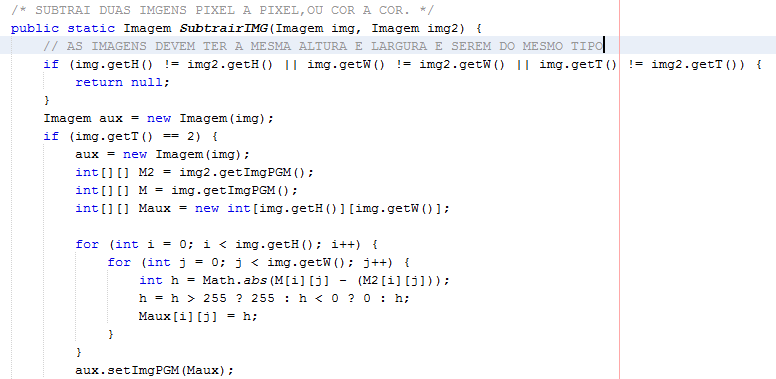 /* SUBTRAI DUAS IMGENS PIXEL A PIXEL,OU COR A COR. */
public static Imagem SubtrairIMG(Imagem img, Imagem img2) {
    // AS IMAGENS DEVEM TER A MESMA ALTURA E LARGURA E SEREM DO MESMO TIPO
    if (img.getH() != img2.getH() || img.getW() != img2.getW() || img.getT() != img2.getT()) {
        return null;
    }
    Imagem aux = new Imagem(img);
    if (img.getT() == 2) {
        aux = new Imagem(img);
        int[][] M2 = img2.getImgPGM();
        int[][] M = img.getImgPGM();
        int[][] Maux = new int[img.getH()][img.getW()];

        for (int i = 0; i < img.getH(); i++) {
            for (int j = 0; j < img.getW(); j++) {
                int h = Math.abs(M[i][j] - (M2[i][j]));
                h = h > 255 ? 255 : h < 0 ? 0 : h;
                Maux[i][j] = h;
            }
        }
        aux.setImgPGM(Maux);